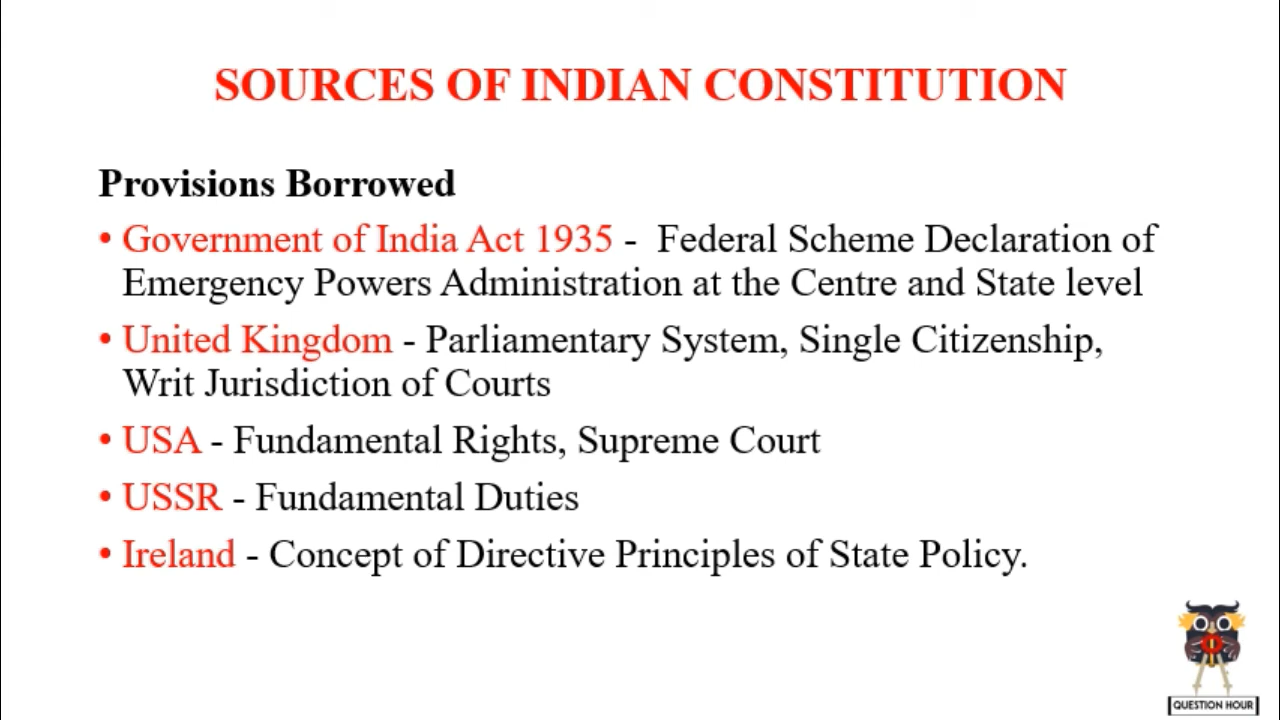 SOURCES OF INDIAN CONSTITUTION
Provisions Borrowed
• Government of India Act 1935 - Federal Scheme Declaration of
Emergency Powers Administration at the Centre and State level
• United Kingdom - Parliamentary System, Single Citizenship,
Writ Jurisdiction of Courts
• USA - Fundamental Rights, Supreme Court
• USSR - Fundamental Duties
• Ireland - Concept of Directive Principles of State Policy.
QUESTION HOUR